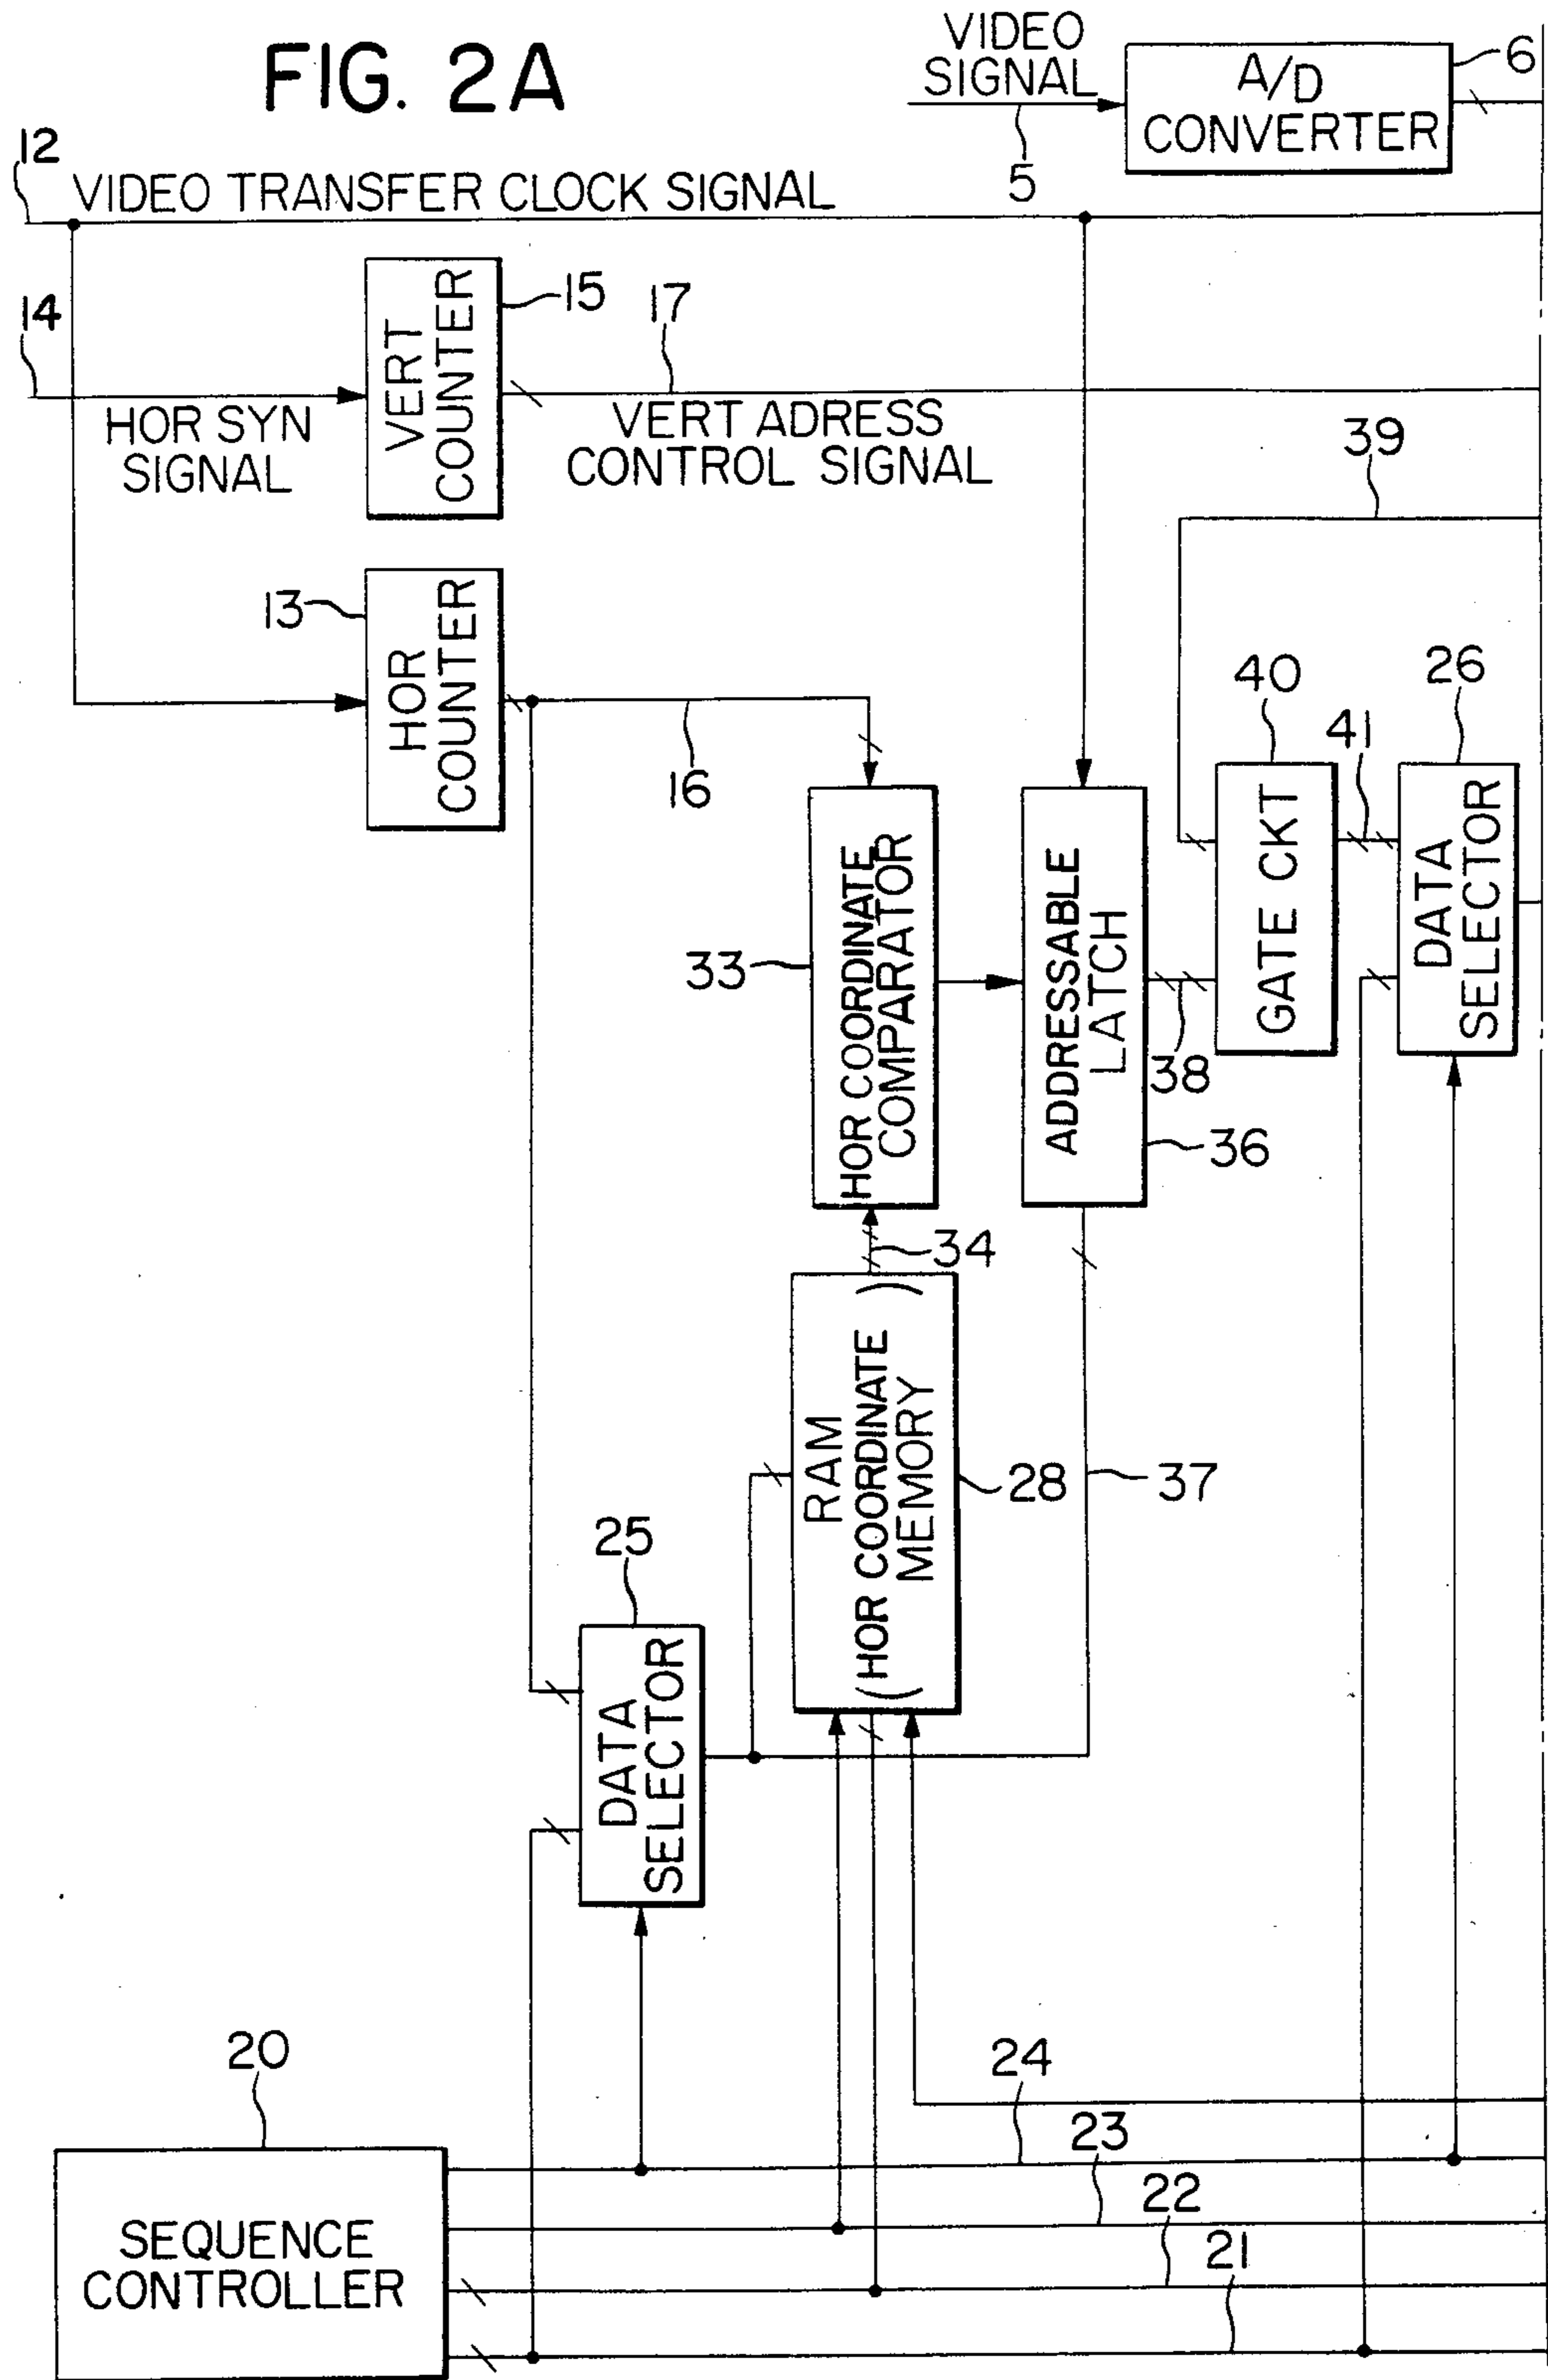 FIG. 2A
VIDEO
SIGNAL
5
A/D
CONVERTER
6
12
VIDEO TRANSFER CLOCK SIGNAL
14
HOR SYN
SIGNAL
VERT
COUNTER
15
17
VERT ADRESS
CONTROL SIGNAL
39
13
HOR
COUNTER
16
40
41
26
33
HOR COORDINATE
COMPARATOR
ADDRESSABLE
LATCH
38
36
GATE CKT
DATA
SELECTOR
34
RAM
(HOR COORDINATE
MEMORY)
28
37
25
DATA
SELECTOR
20
SEQUENCE
CONTROLLER
24
23
22
21